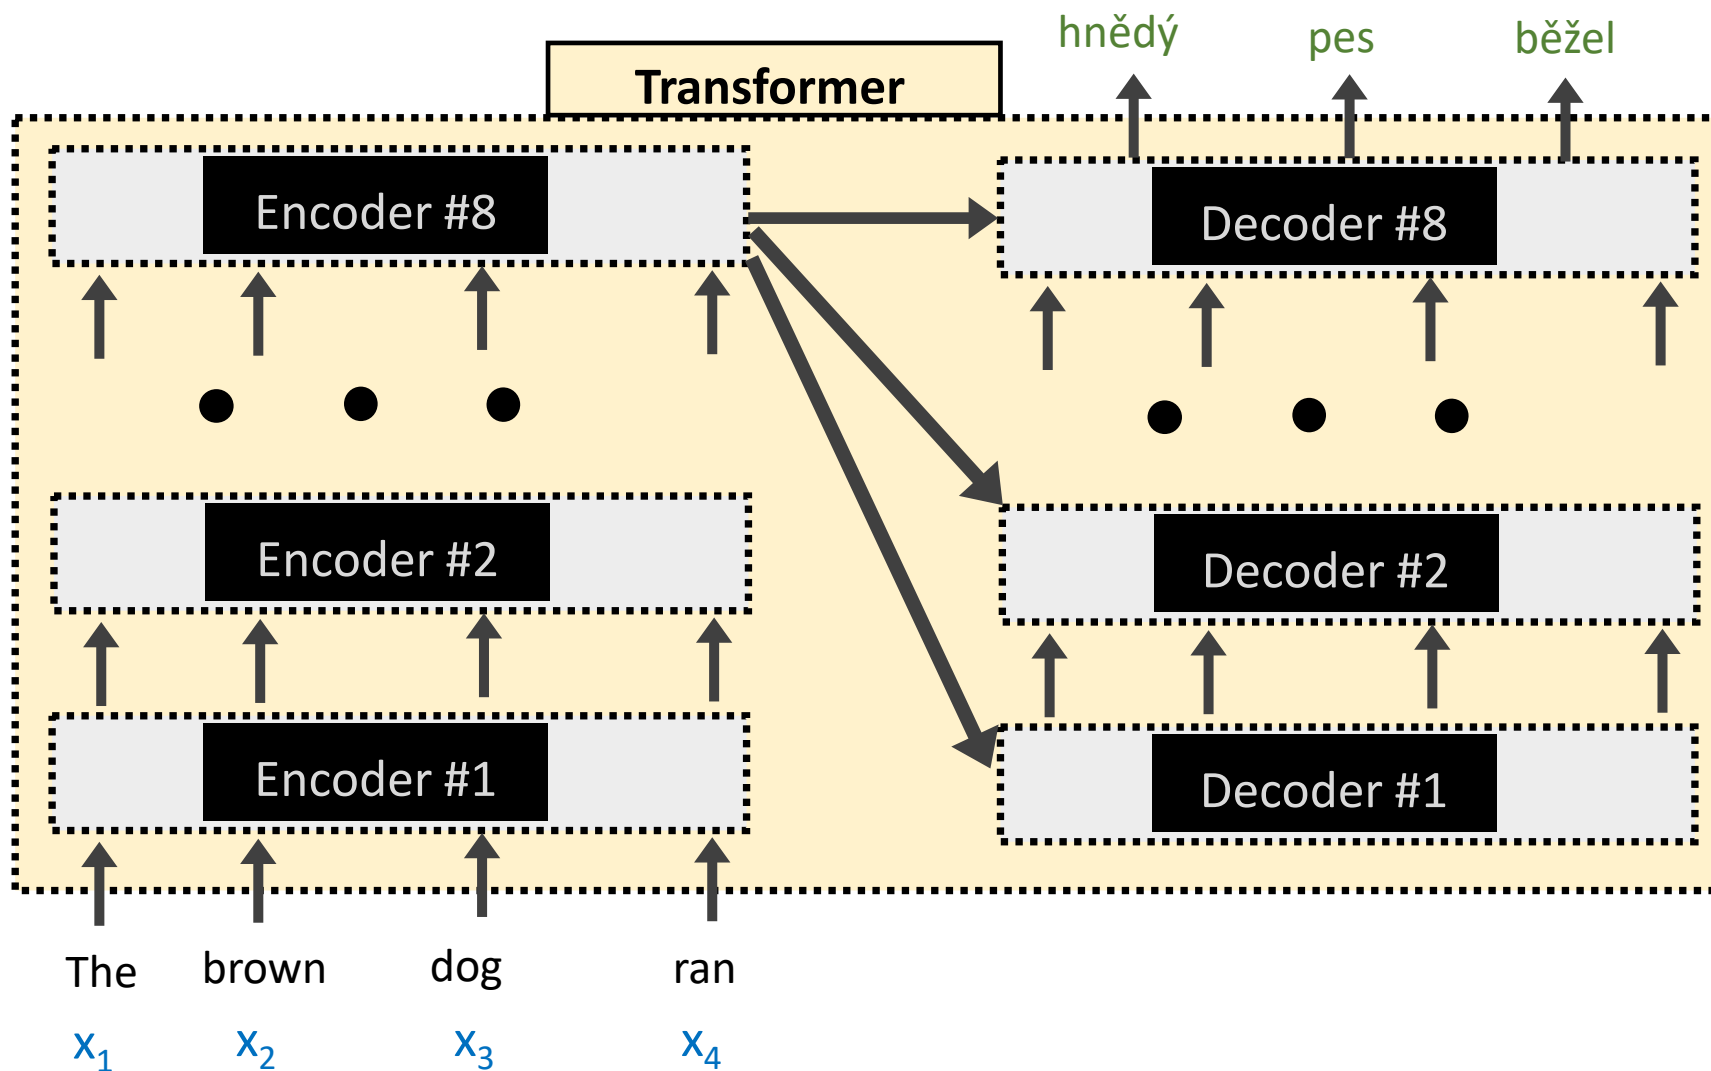 hnědý pes běžel
Transformer
Encoder #8
Decoder #8
Encoder #2
Decoder #2
Encoder #1
Decoder #1
The brown dog ran
x₁ x₂ x₃ x₄